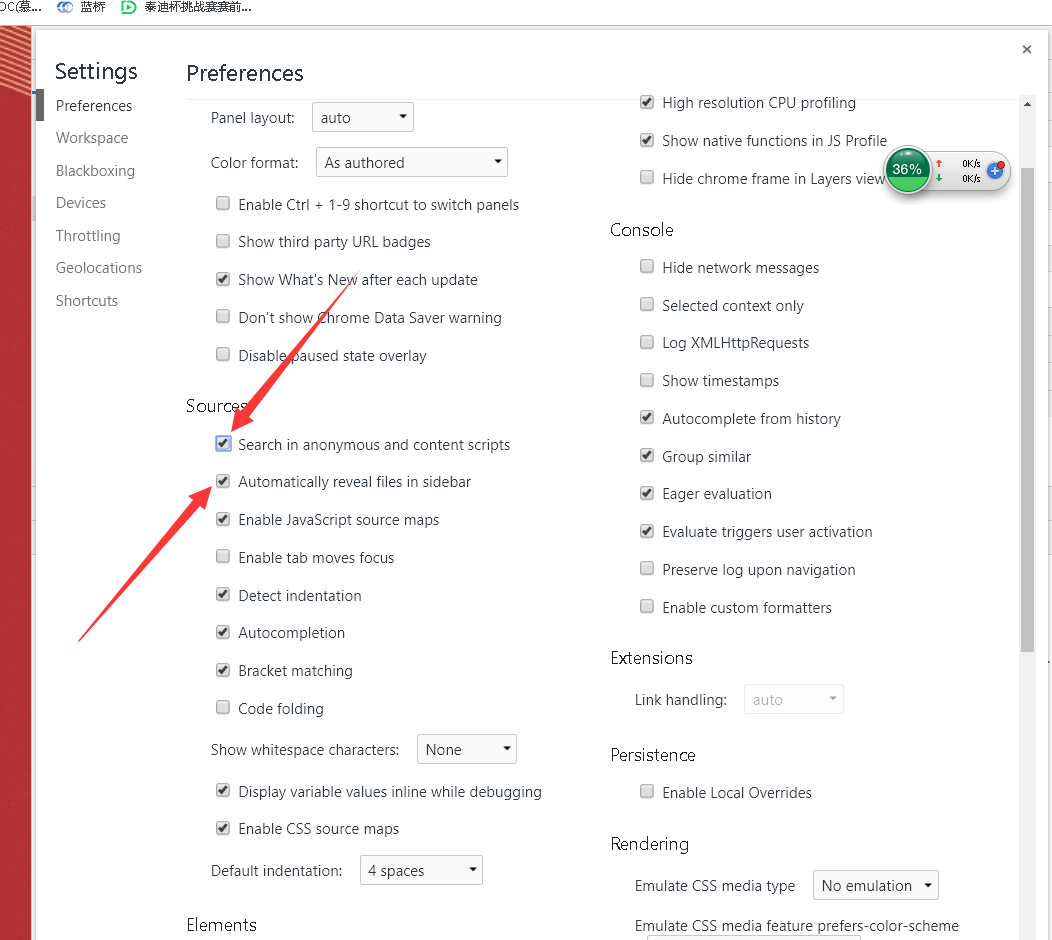 DC(慕...  蓝桥  泰迪杯挑战赛赛前...
Settings
Preferences
Workspace
Blackboxing
Devices
Throttling
Geolocations
Shortcuts
Preferences
Panel layout: auto
Color format: As authored
Enable Ctrl + 1-9 shortcut to switch panels
Show third party URL badges
Show What's New after each update
Don't show Chrome Data Saver warning
Disable paused state overlay
Sources
Search in anonymous and content scripts
Automatically reveal files in sidebar
Enable JavaScript source maps
Enable tab moves focus
Detect indentation
Autocompletion
Bracket matching
Code folding
Show whitespace characters: None
Display variable values inline while debugging
Enable CSS source maps
Default indentation: 4 spaces
Elements
High resolution CPU profiling
Show native functions in JS Profile
Hide chrome frame in Layers view
36%
0K/s
0K/s
Console
Hide network messages
Selected context only
Log XMLHttpRequests
Show timestamps
Autocomplete from history
Group similar
Eager evaluation
Evaluate triggers user activation
Preserve log upon navigation
Enable custom formatters
Extensions
Link handling: auto
Persistence
Enable Local Overrides
Rendering
Emulate CSS media type No emulation
Emulate CSS media feature prefers-color-scheme